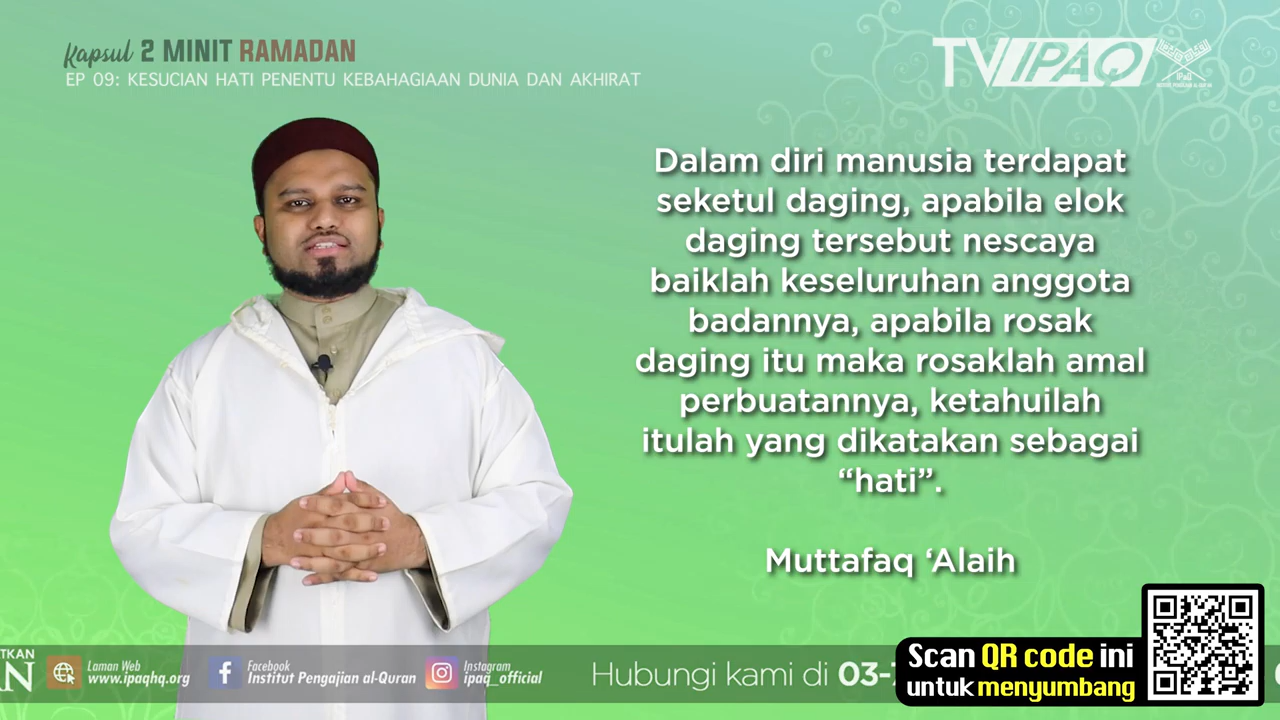 Kapsul 2 MINIT RAMADAN
EP 09: KESUCIAN HATI PENENTU KEBAHAGIAAN DUNIA DAN AKHIRAT
TVIPAQ
IPaQ
Dalam diri manusia terdapat
seketul daging, apabila elok
daging tersebut nescaya
baiklah keseluruhan anggota
badannya, apabila rosak
daging itu maka rosaklah amal
perbuatannya, ketahuilah
itulah yang dikatakan sebagai
“hati”.
Muttafaq ‘Alaih
Laman Web
www.ipaqhq.org
Facebook
Institut Pengajian al-Quran
Instagram
ipaq_official
Hubungi kami di 03-
Scan QR code ini
untuk menyumbang